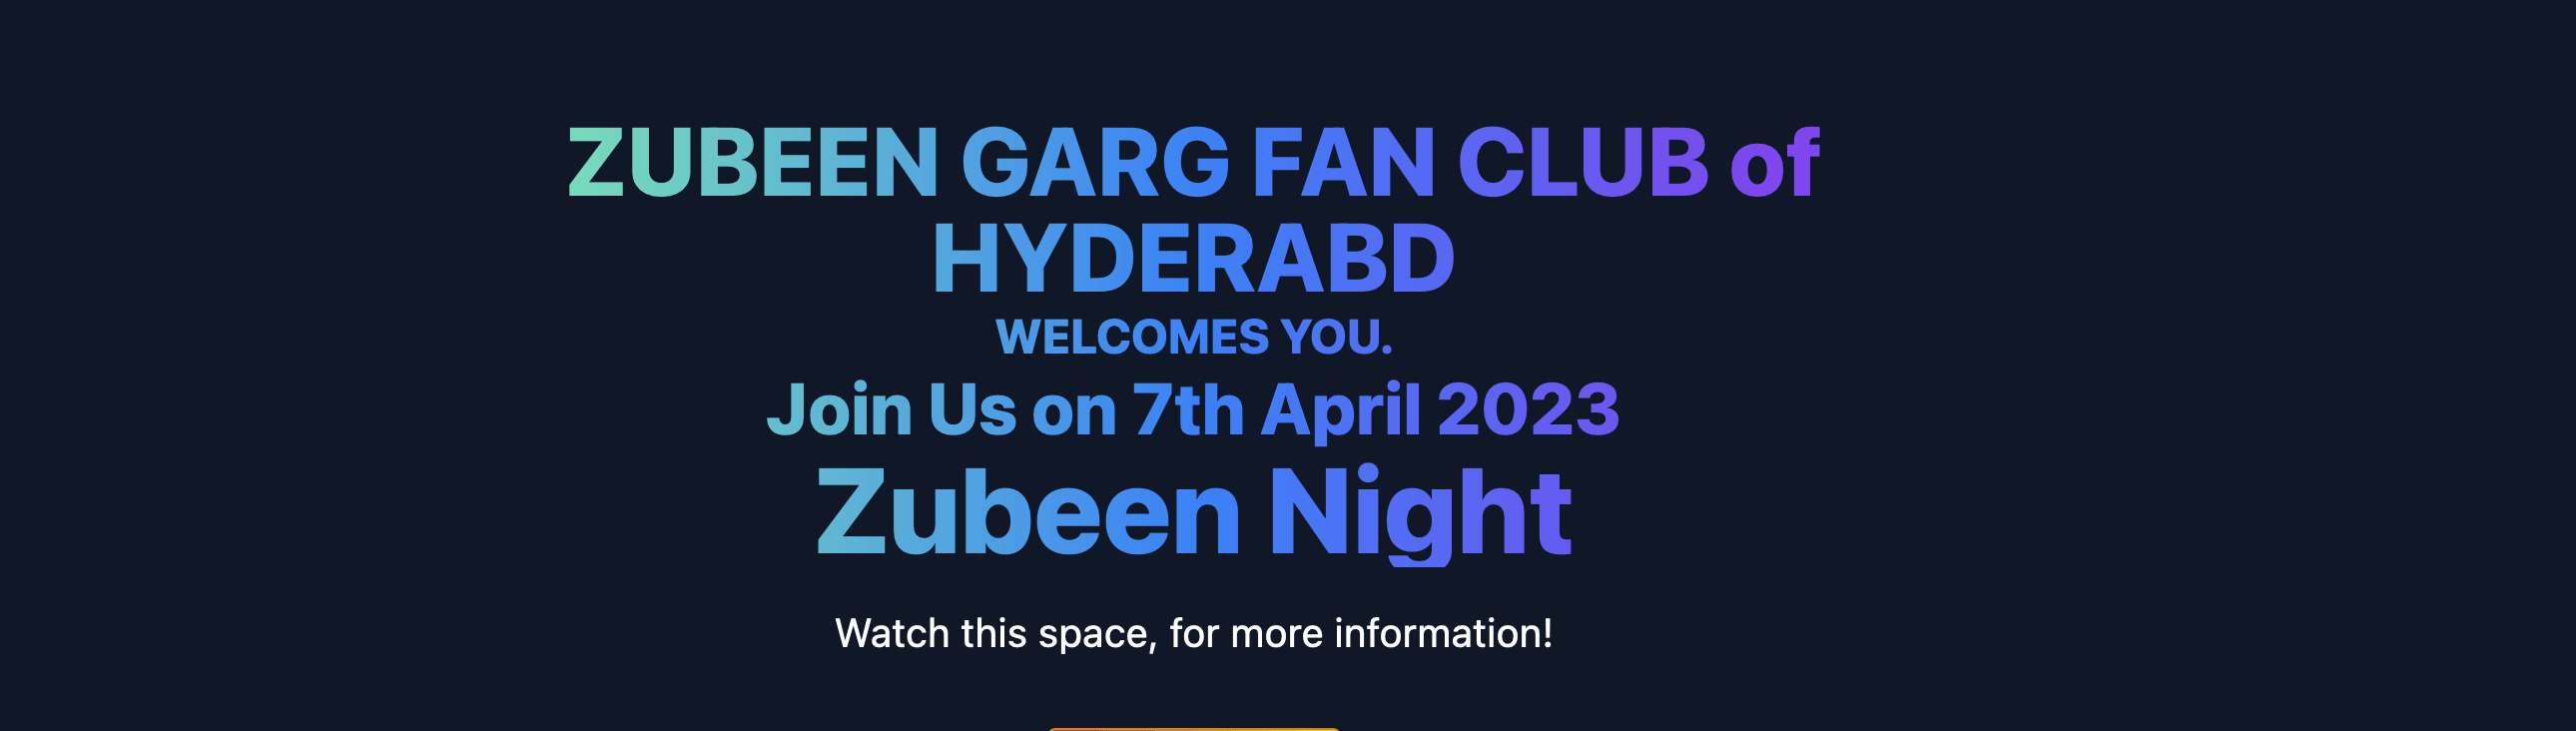 ZUBEEN GARG FAN CLUB of
HYDERABD
WELCOMES YOU.
Join Us on 7th April 2023
Zubeen Night
Watch this space, for more information!